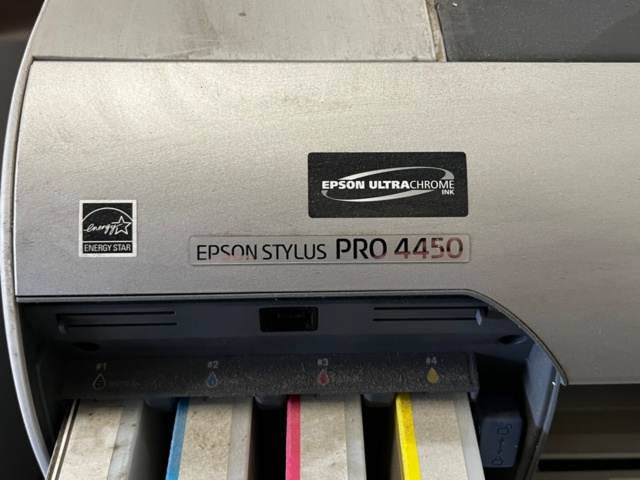 EPSON ULTRACHROME
INK
energy
ENERGY STAR
EPSON STYLUS PRO 4450
#1
#2
#3
#4